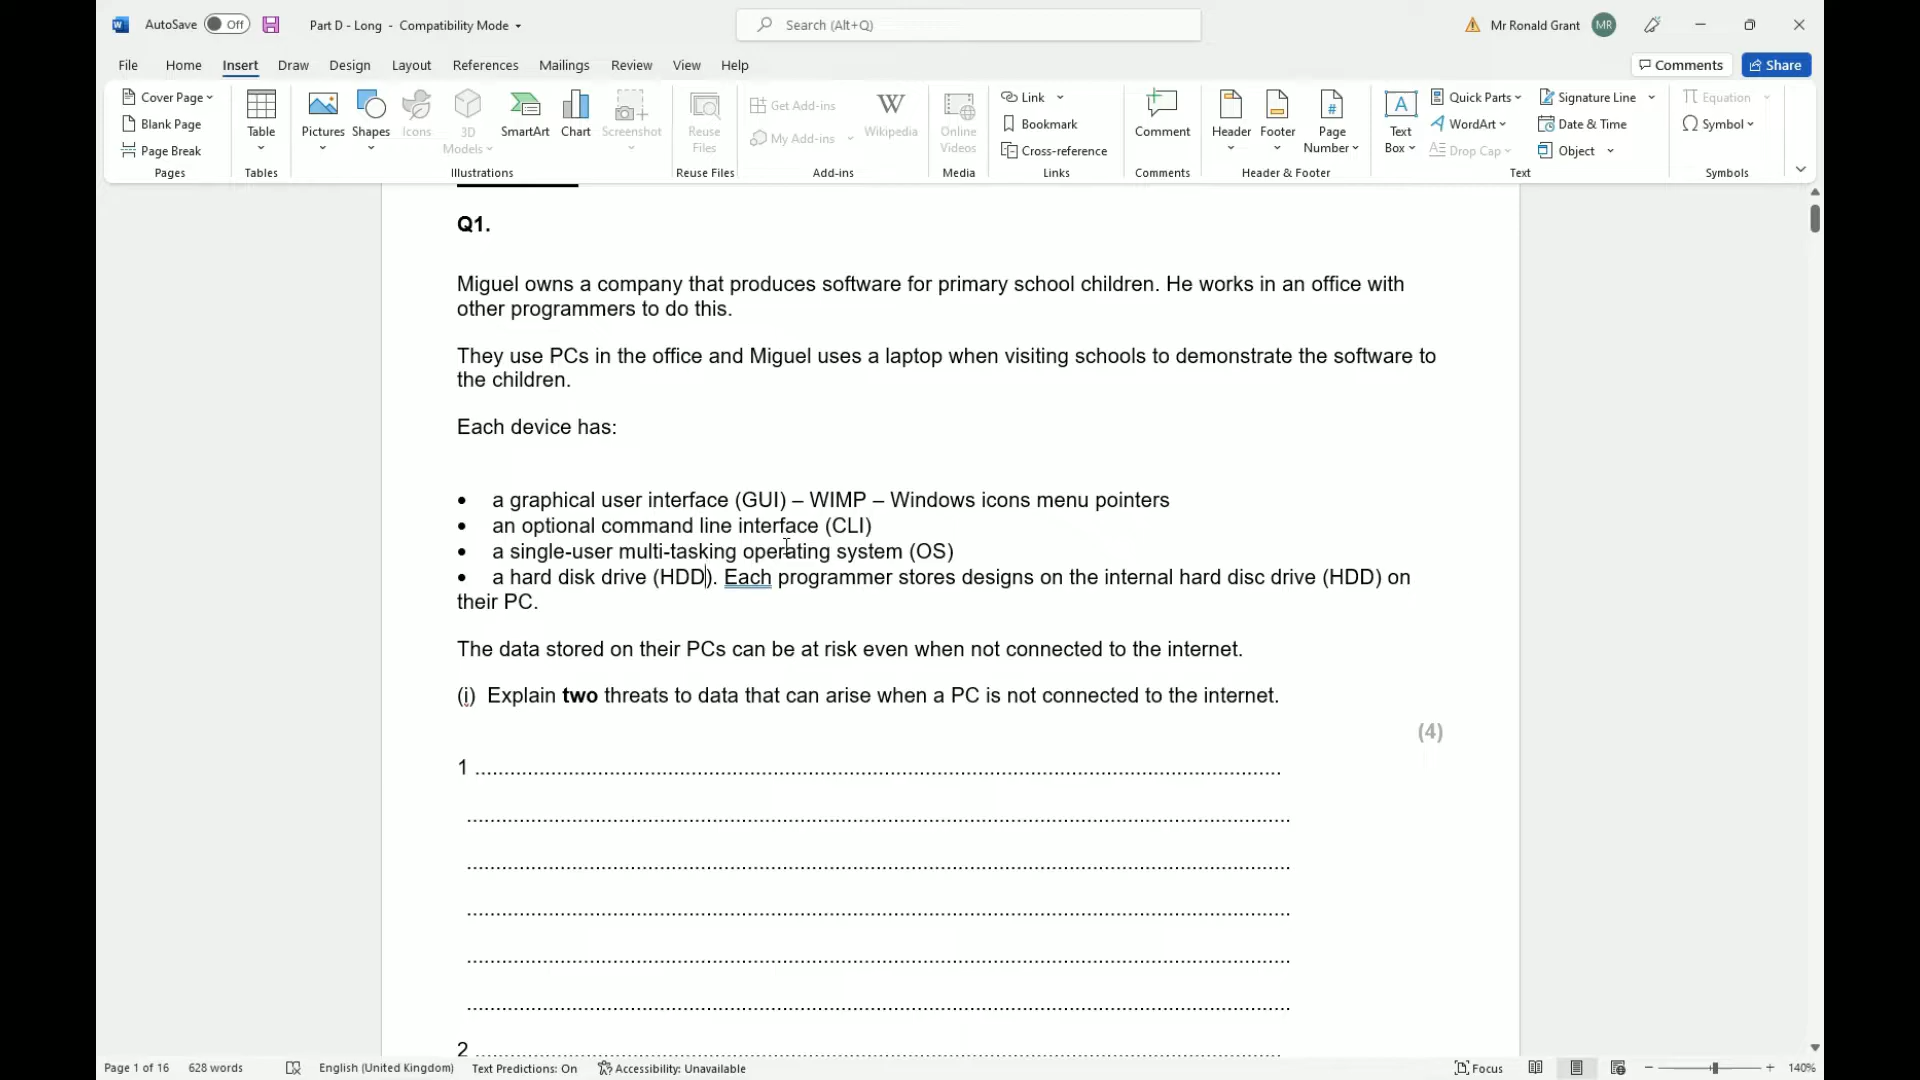 AutoSave Off Part D - Long - Compatibility Mode Search (Alt+Q) Mr Ronald Grant MR
File Home Insert Draw Design Layout References Mailings Review View Help Comments Share
Cover Page
Blank Page
Page Break
Pages
Table
Tables
Pictures Shapes Icons 3D Models SmartArt Chart Screenshot
Illustrations
Reuse Files
Reuse Files
Get Add-ins
My Add-ins
Wikipedia
Add-ins
Online Videos
Media
Link
Bookmark
Cross-reference
Links
Comment
Comments
Header Footer Page Number
Header & Footer
Text Box
Quick Parts
WordArt
Drop Cap
Signature Line
Date & Time
Object
Text
Equation
Symbol
Symbols
Q1.
Miguel owns a company that produces software for primary school children. He works in an office with
other programmers to do this.
They use PCs in the office and Miguel uses a laptop when visiting schools to demonstrate the software to
the children.
Each device has:
• a graphical user interface (GUI) – WIMP – Windows icons menu pointers
• an optional command line interface (CLI)
• a single-user multi-tasking operating system (OS)
• a hard disk drive (HDD). Each programmer stores designs on the internal hard disc drive (HDD) on
their PC.
The data stored on their PCs can be at risk even when not connected to the internet.
(i) Explain two threats to data that can arise when a PC is not connected to the internet.
(4)
1 ................................................................
................................................................
................................................................
................................................................
................................................................
................................................................
2 ................................................................
Page 1 of 16 628 words English (United Kingdom) Text Predictions: On Accessibility: Unavailable Focus 140%